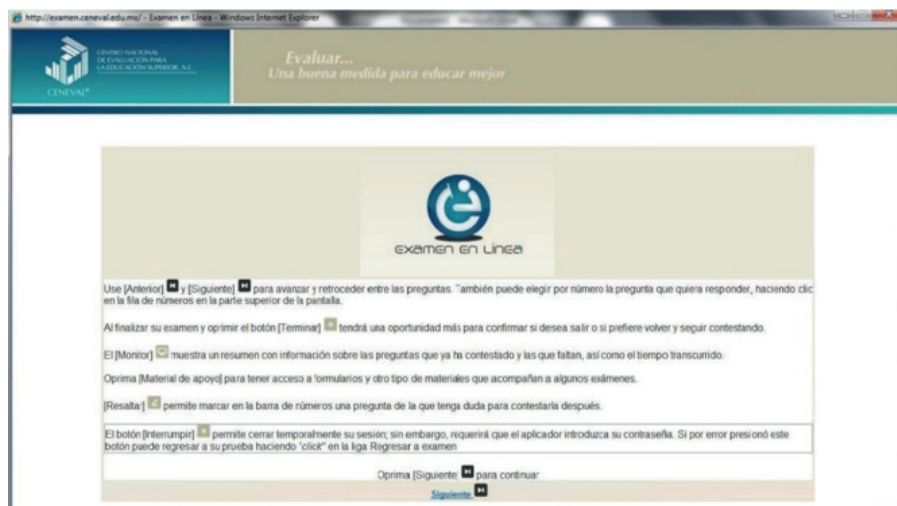 http://examen.ceneval.edu.mx/ - Examen en Línea - Windows Internet Explorer
CENTRO NACIONAL
DE EVALUACIÓN PARA
LA EDUCACIÓN SUPERIOR, A.C.
CENEVAL®
Evaluar...
Una buena medida para educar mejor
examen en Línea
Use [Anterior] y [Siguiente] para avanzar y retroceder entre las preguntas. También puede elegir por número la pregunta que quiera responder, haciendo clic
en la fila de números en la parte superior de la pantalla.
Al finalizar su examen y oprimir el botón [Terminar] tendrá una oportunidad más para confirmar si desea salir o si prefiere volver y seguir contestando.
El [Monitor] muestra un resumen con información sobre las preguntas que ya ha contestado y las que faltan, así como el tiempo transcurrido.
Oprima [Material de apoyo] para tener acceso a formularios y otro tipo de materiales que acompañan a algunos exámenes.
[Resaltar] permite marcar en la barra de números una pregunta de la que tenga duda para contestarla después.
El botón [Interrumpir] permite cerrar temporalmente su sesión; sin embargo, requerirá que el aplicador introduzca su contraseña. Si por error presionó este
botón puede regresar a su prueba haciendo "click" en la liga Regresar a examen
Oprima [Siguiente] para continuar
Siguiente